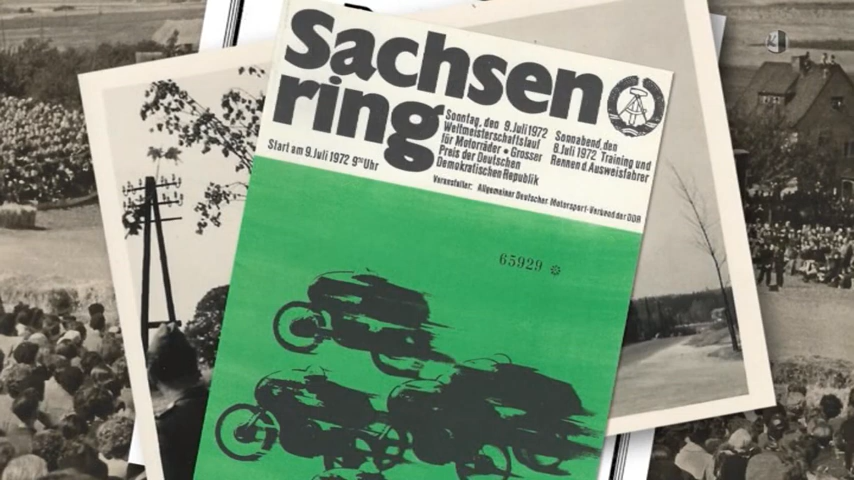 Sachsen
ring
Sonntag, den 9. Juli 1972
Weltmeisterschaftslauf
für Motorräder • Grosser
Preis der Deutschen
Demokratischen Republik
Sonnabend, den
8. Juli 1972 Training und
Rennen d. Ausweisfahrer
Start am 9. Juli 1972 9⁰⁰ Uhr
Veranstalter: Allgemeiner Deutscher Motorsport-Verband der DDR
65929